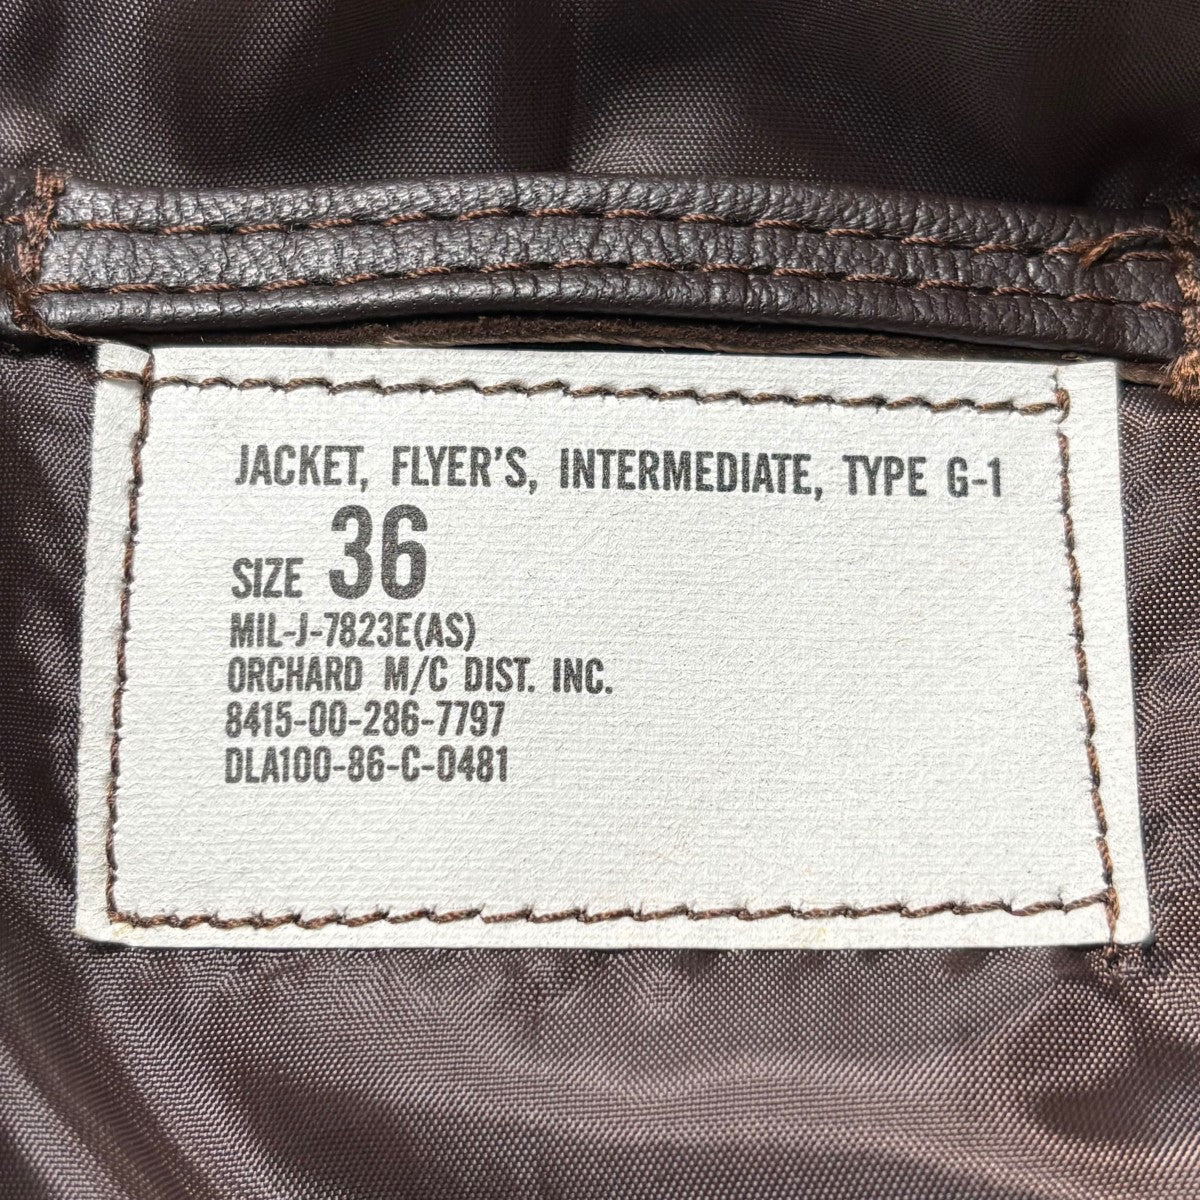 JACKET, FLYER'S, INTERMEDIATE, TYPE G-1
SIZE 36
MIL-J-7823E(AS)
ORCHARD M/C DIST. INC.
8415-00-286-7797
DLA100-86-C-0481